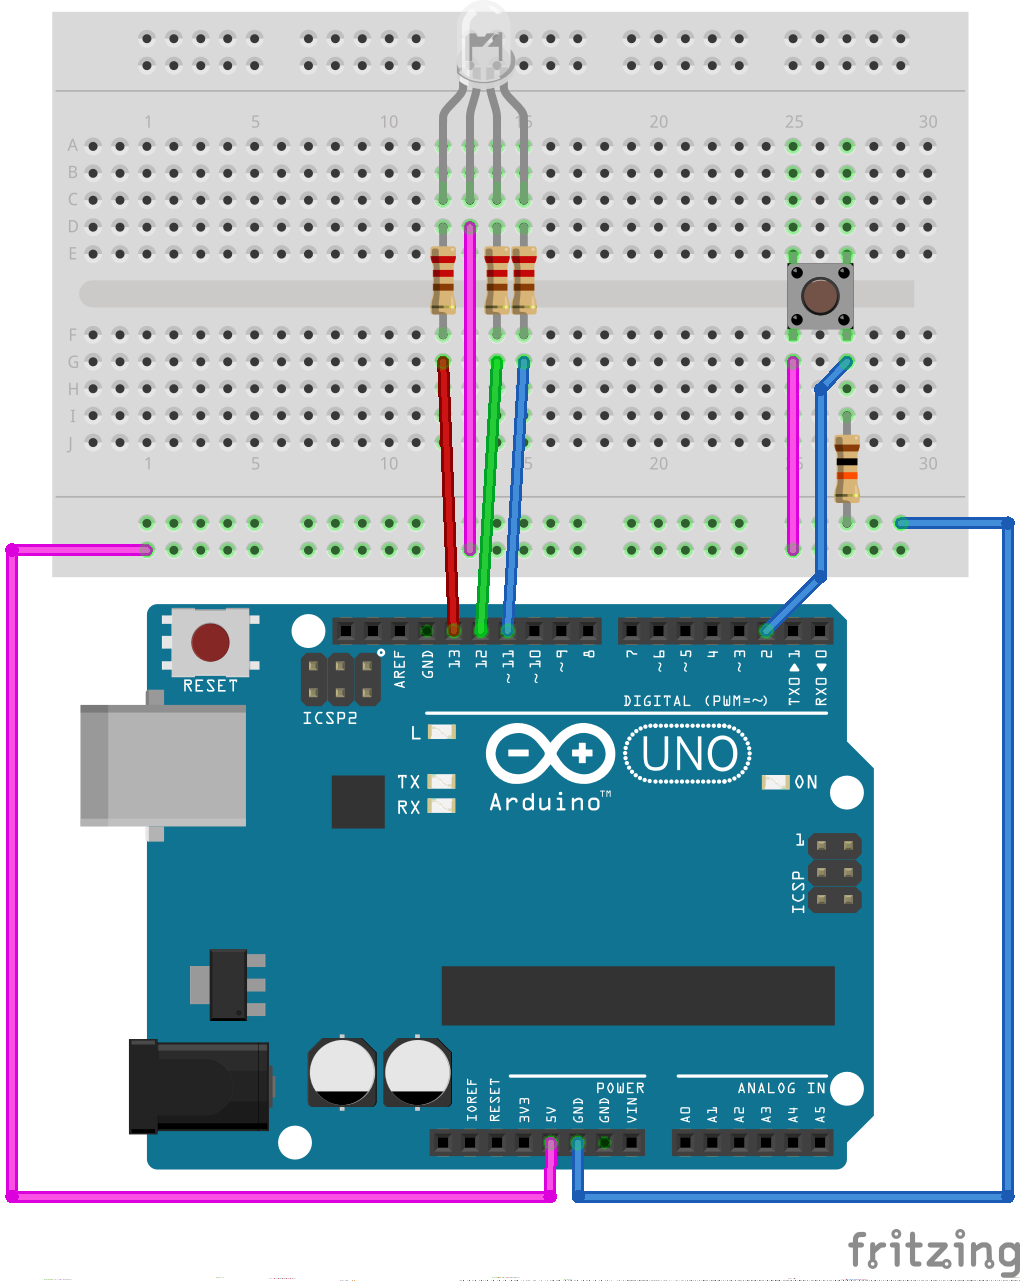 1 5 10 15 20 25 30
A
B
C
D
E
F
G
H
I
J
1 5 10 15 20 25 30
RESET
ICSP2
AREF
GND
13
12
~11
~10
~9
8
7
~6
~5
4
~3
2
TX0▶1
RX0◀0
DIGITAL (PWM=~)
L
TX
RX
Arduino™
UNO
ON
1
ICSP
IOREF
RESET
3V3
5V
GND
GND
VIN
POWER
ANALOG IN
A0
A1
A2
A3
A4
A5
fritzing